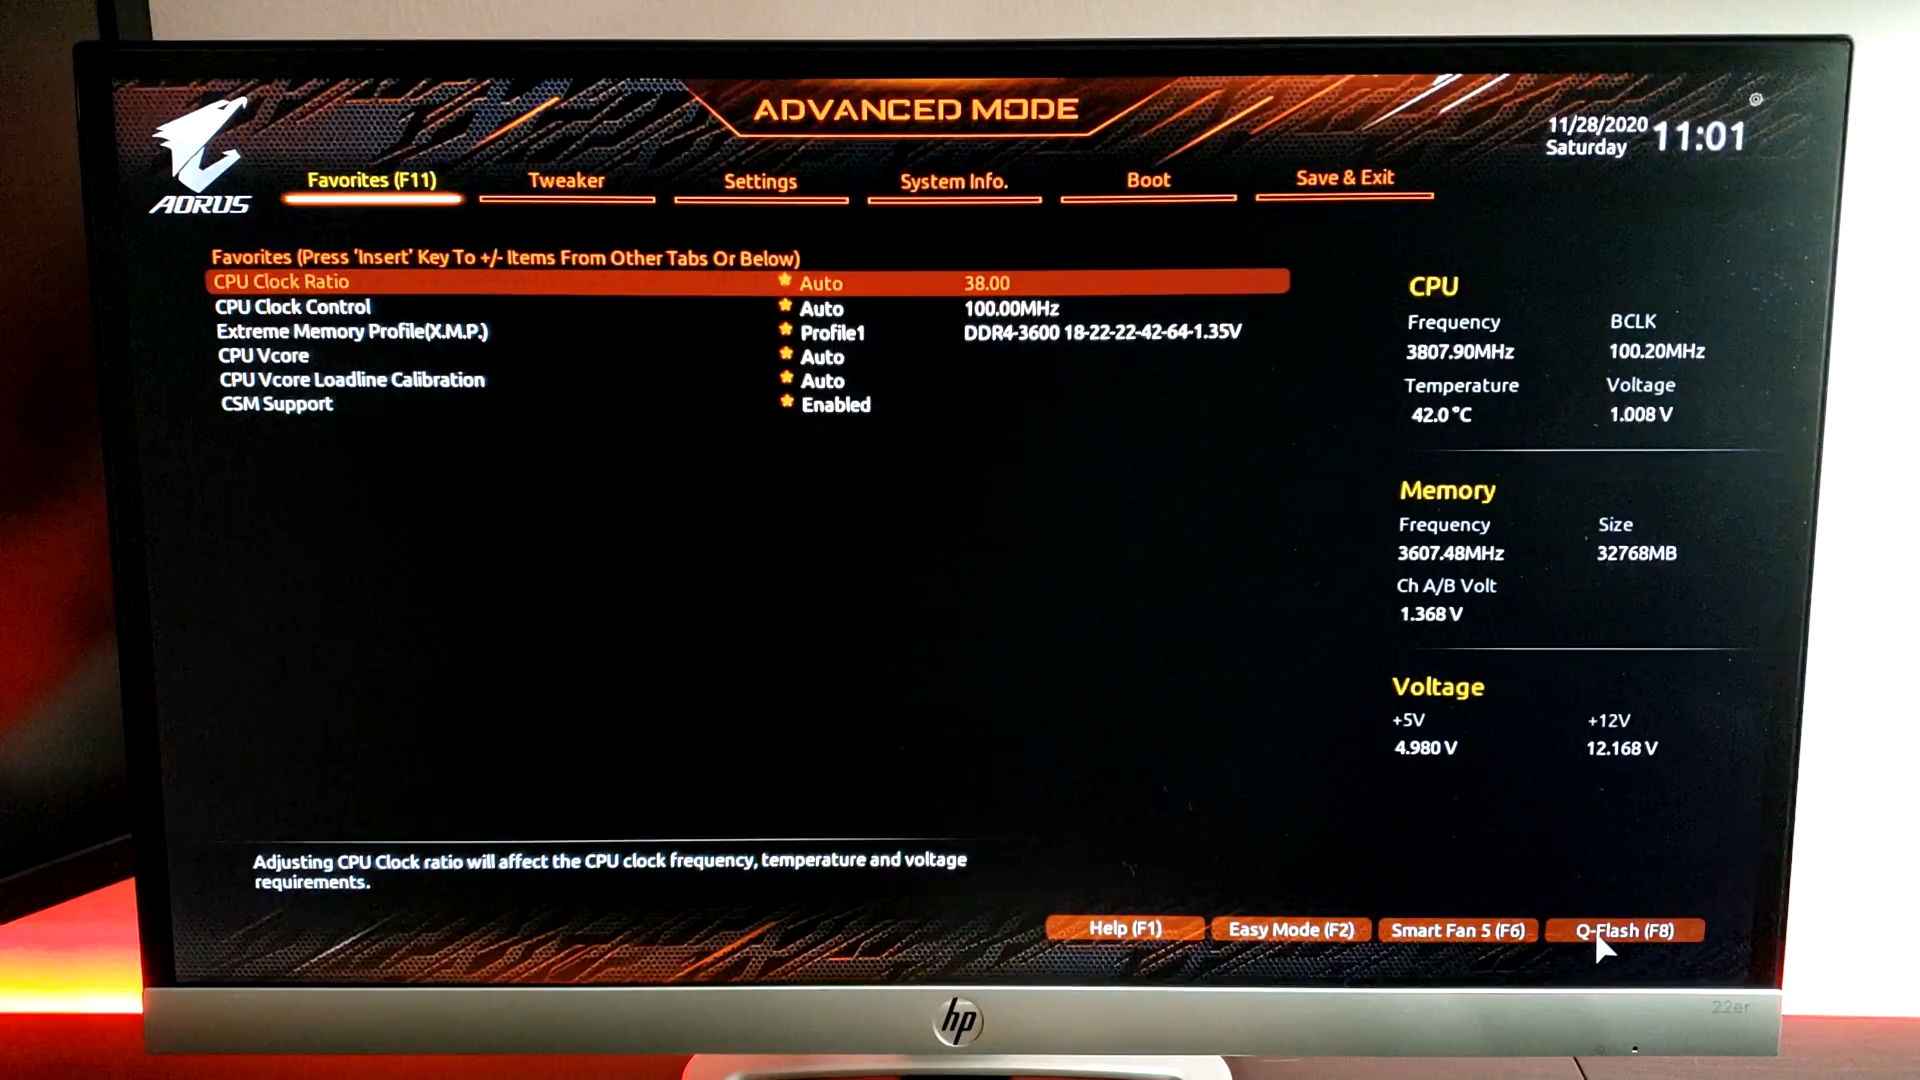 ADVANCED MODE
11/28/2020
Saturday
11:01
AORUS
Favorites (F11)
Tweaker
Settings
System Info.
Boot
Save & Exit
Favorites (Press 'Insert' Key To +/- Items From Other Tabs Or Below)
CPU Clock Ratio Auto 38.00
CPU Clock Control Auto 100.00MHz
Extreme Memory Profile(X.M.P.) Profile1 DDR4-3600 18-22-22-42-64-1.35V
CPU Vcore Auto
CPU Vcore Loadline Calibration Auto
CSM Support Enabled
CPU
Frequency BCLK
3807.90MHz 100.20MHz
Temperature Voltage
42.0 °C 1.008 V
Memory
Frequency Size
3607.48MHz 32768MB
Ch A/B Volt
1.368 V
Voltage
+5V +12V
4.980 V 12.168 V
Adjusting CPU Clock ratio will affect the CPU clock frequency, temperature and voltage
requirements.
Help (F1)
Easy Mode (F2)
Smart Fan 5 (F6)
Q-Flash (F8)
hp
22er